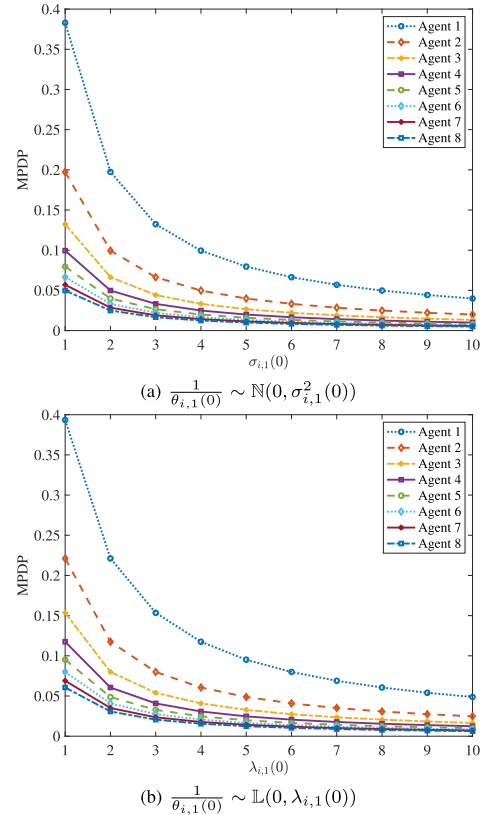 0.4
0.35
0.3
0.25
0.2
0.15
0.1
0.05
0
MPDP
1 2 3 4 5 6 7 8 9 10
σ_{i,1}(0)
Agent 1
Agent 2
Agent 3
Agent 4
Agent 5
Agent 6
Agent 7
Agent 8
(a) \frac{1}{θ_{i,1}(0)} ∼ ℕ(0, σ²_{i,1}(0))
0.4
0.35
0.3
0.25
0.2
0.15
0.1
0.05
0
MPDP
1 2 3 4 5 6 7 8 9 10
λ_{i,1}(0)
Agent 1
Agent 2
Agent 3
Agent 4
Agent 5
Agent 6
Agent 7
Agent 8
(b) \frac{1}{θ_{i,1}(0)} ∼ 𝕃(0, λ_{i,1}(0))